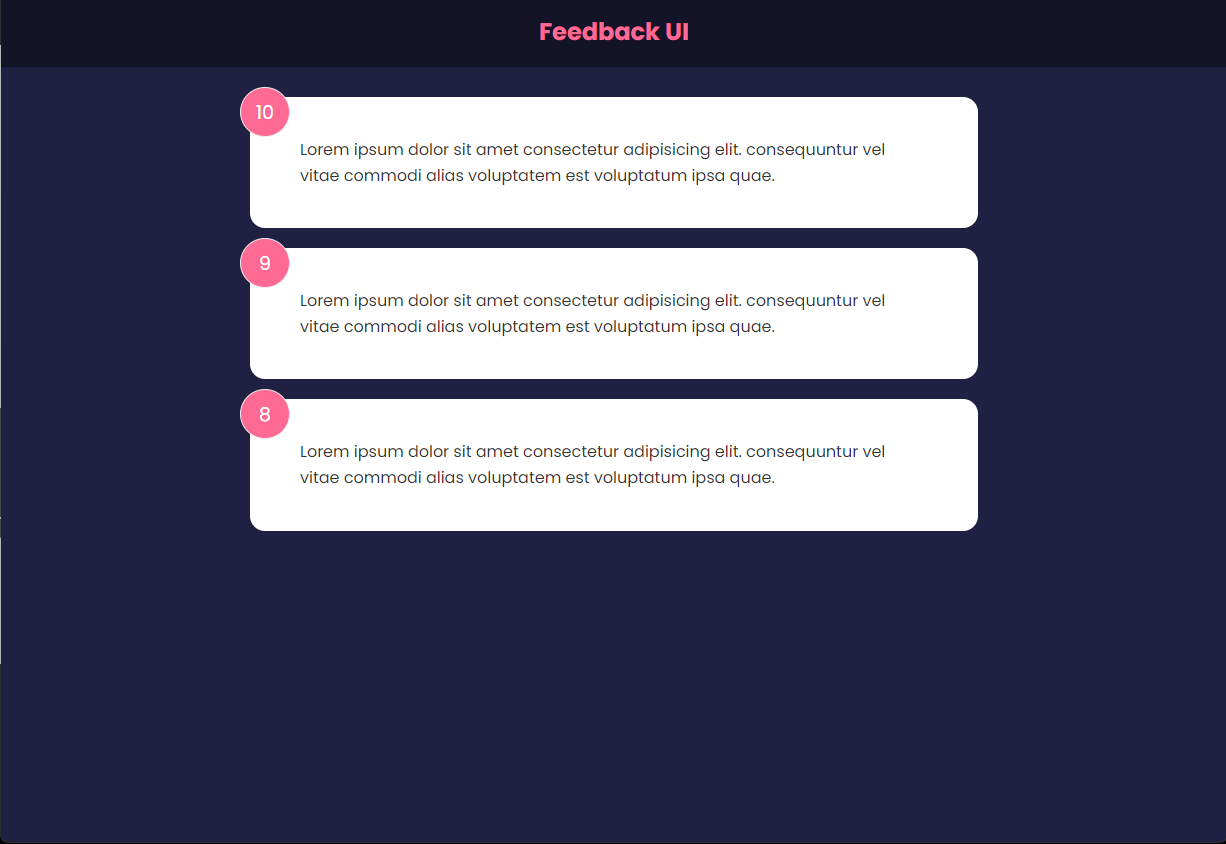 Feedback UI
10
Lorem ipsum dolor sit amet consectetur adipisicing elit. consequuntur vel
vitae commodi alias voluptatem est voluptatum ipsa quae.
9
Lorem ipsum dolor sit amet consectetur adipisicing elit. consequuntur vel
vitae commodi alias voluptatem est voluptatum ipsa quae.
8
Lorem ipsum dolor sit amet consectetur adipisicing elit. consequuntur vel
vitae commodi alias voluptatem est voluptatum ipsa quae.